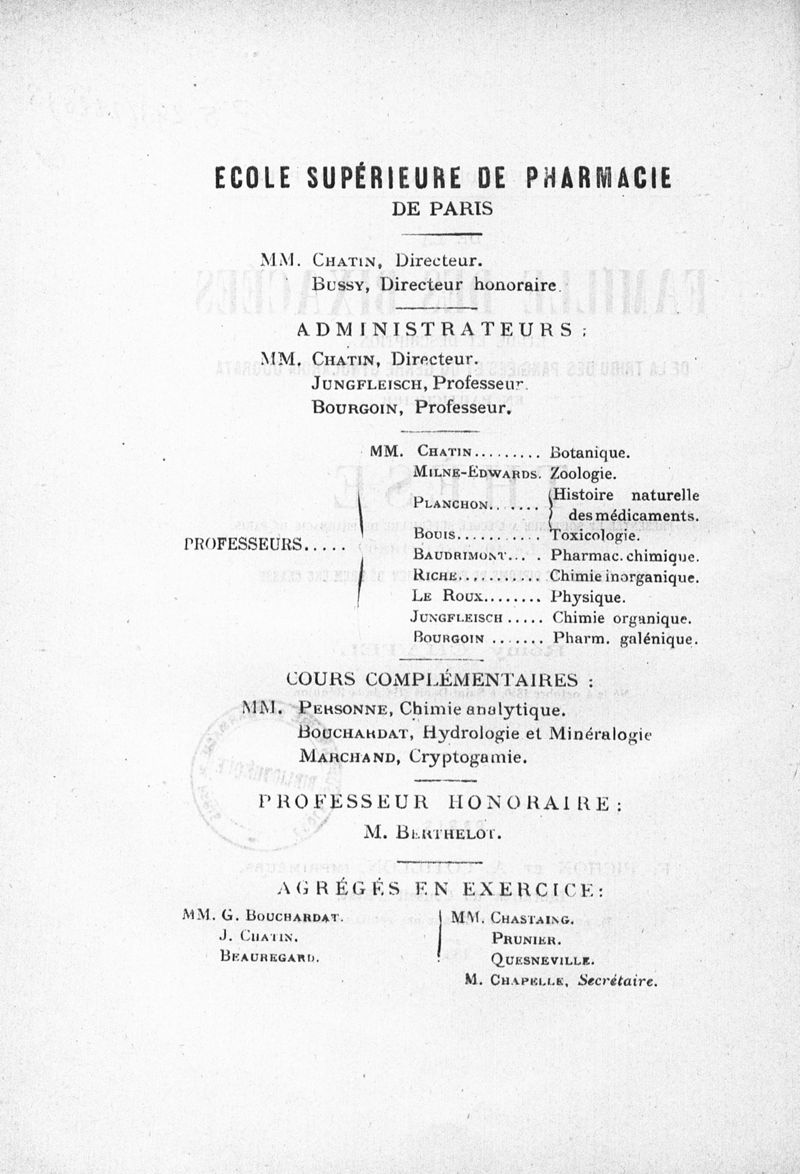 ECOLE SUPÉRIEURE DE PHARMACIE
DE PARIS
MM. CHATIN, Directeur.
BUSSY, Directeur honoraire.
ADMINISTRATEURS :
MM. CHATIN, Directeur.
JUNGFLEISCH, Professeur.
BOURGOIN, Professeur.
PROFESSEURS.....
MM. CHATIN......... Botanique.
MILNE-EDWARDS. Zoologie.
PLANCHON....... Histoire naturelle
des médicaments.
BOUIS........... Toxicologie.
BAUDRIMONT.... Pharmac. chimique.
RICHE........... Chimie inorganique.
LE ROUX........ Physique.
JUNGFLEISCH..... Chimie organique.
BOURGOIN ....... Pharm. galénique.
COURS COMPLÉMENTAIRES :
MM. PERSONNE, Chimie analytique.
BOUCHARDAT, Hydrologie et Minéralogie
MARCHAND, Cryptogamie.
PROFESSEUR HONORAIRE :
M. BERTHELOT.
AGRÉGÉS EN EXERCICE :
MM. G. BOUCHARDAT.
J. CHATIN.
BEAUREGARD.
MM. CHASTAING.
PRUNIER.
QUESNEVILLE.
M. CHAPELLE, Secrétaire.